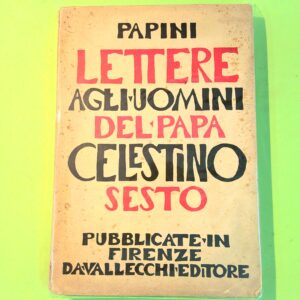 PAPINI
LETTERE
AGLI·UOMINI
DEL·PAPA
CELESTINO
SESTO
PUBBLICATE·IN
FIRENZE
DA·VALLECCHI·EDITORE